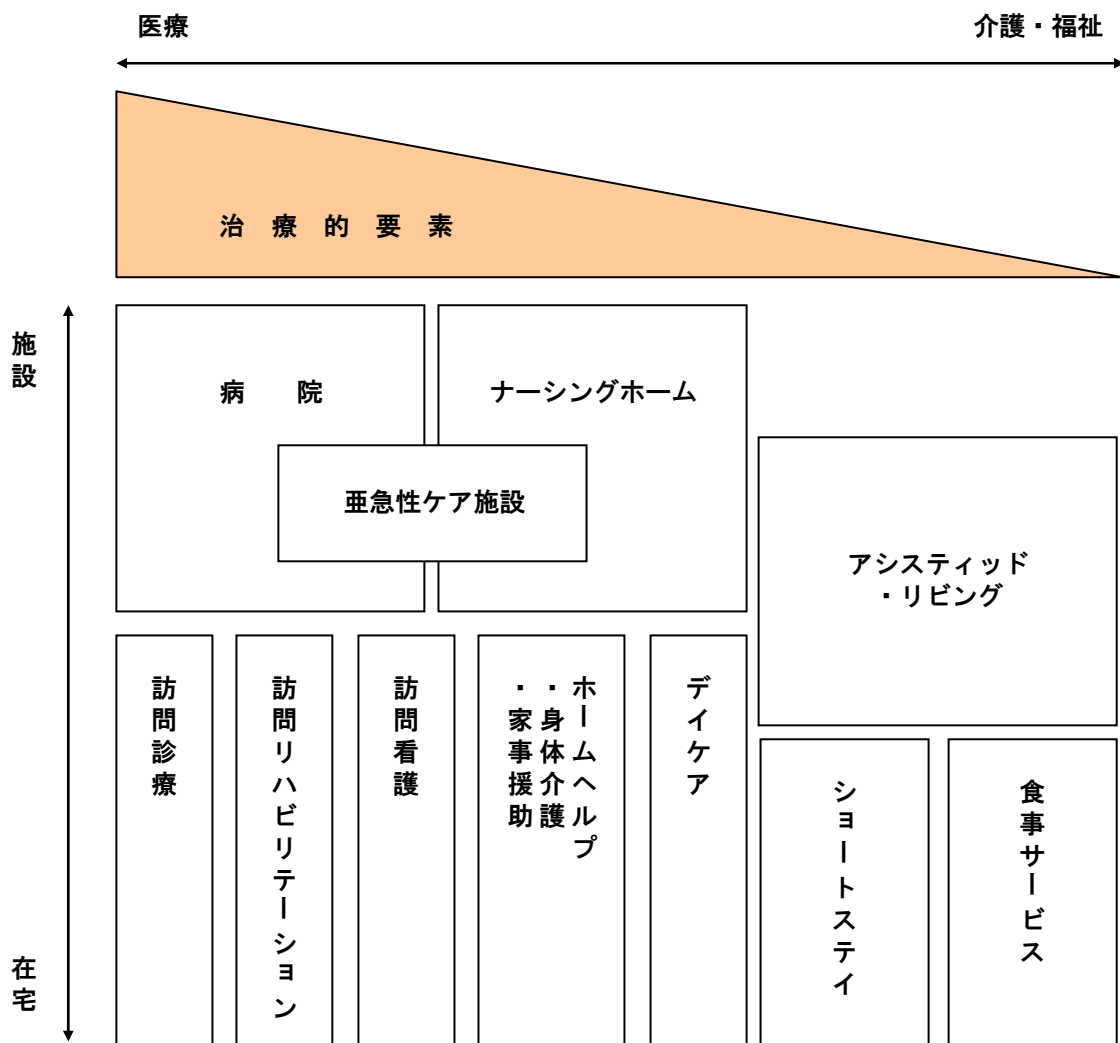 医療
介護・福祉
治療的要素
施設
病院
ナーシングホーム
亜急性ケア施設
アシスティッド
・リビング
訪問診療
訪問リハビリテーション
訪問看護
ホームヘルプ
・身体介護
・家事援助
デイケア
ショートステイ
食事サービス
在宅